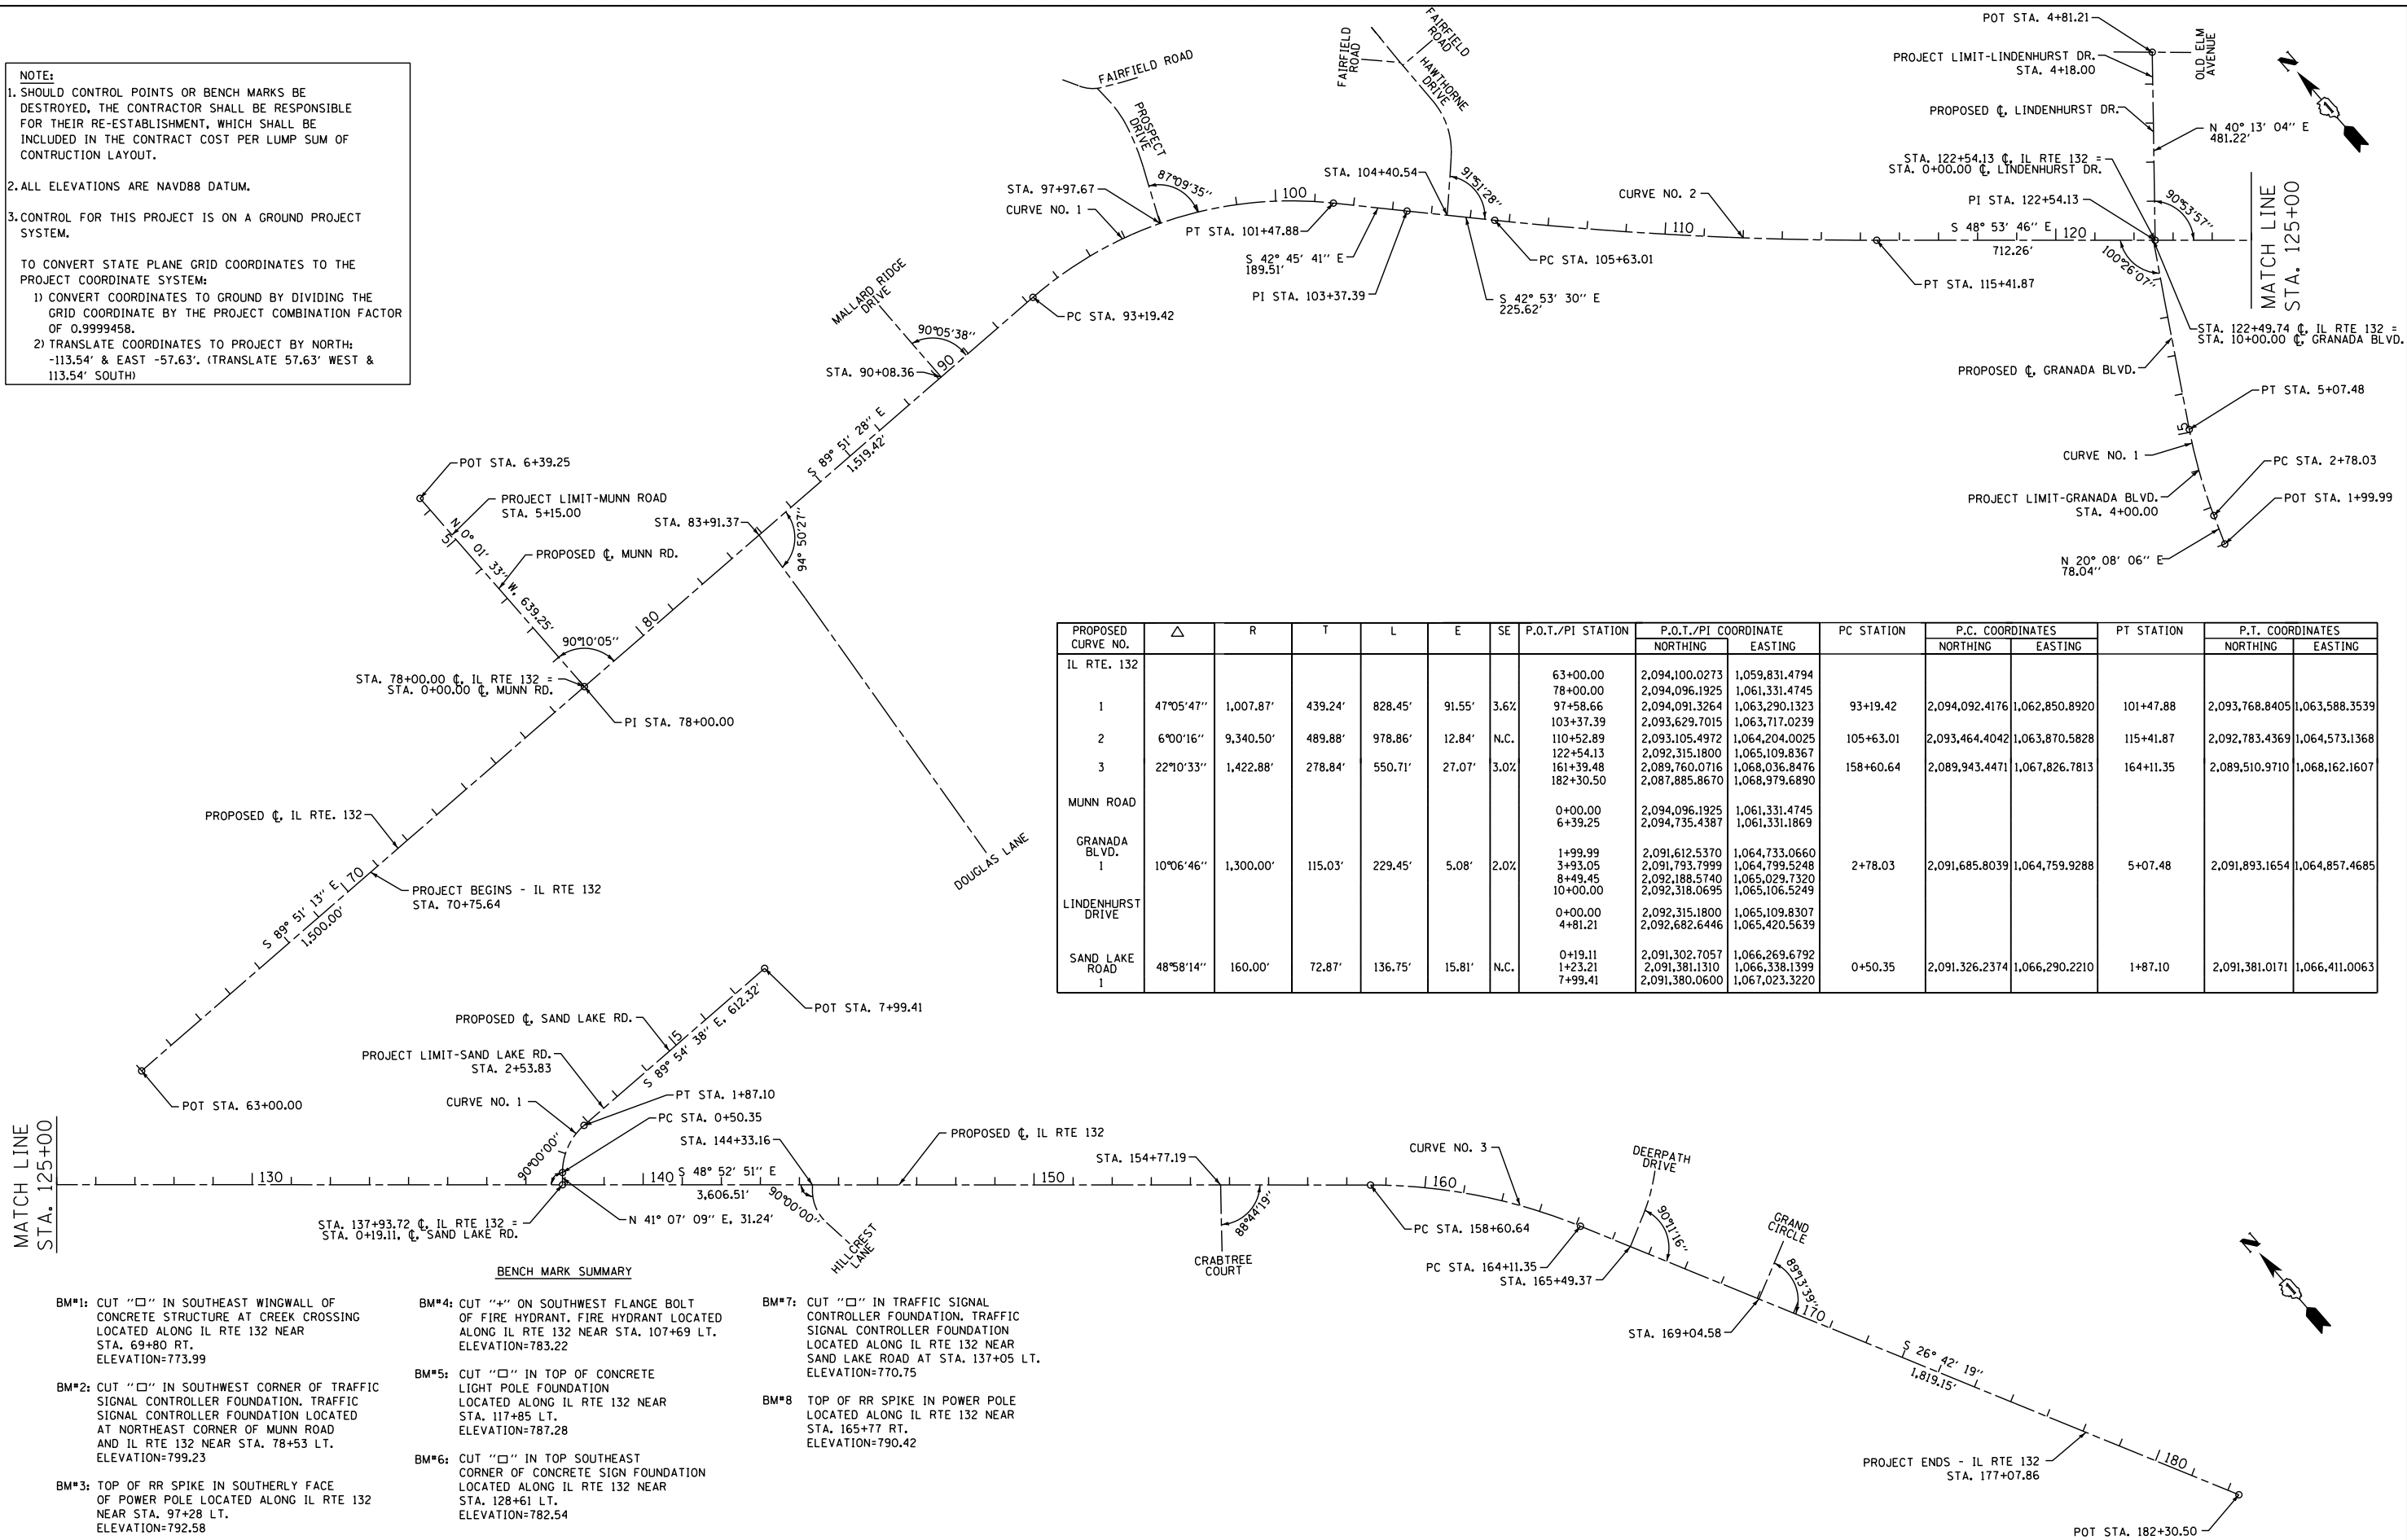 NOTE:
1. SHOULD CONTROL POINTS OR BENCH MARKS BE
DESTROYED, THE CONTRACTOR SHALL BE RESPONSIBLE
FOR THEIR RE-ESTABLISHMENT, WHICH SHALL BE
INCLUDED IN THE CONTRACT COST PER LUMP SUM OF
CONTRUCTION LAYOUT.
2. ALL ELEVATIONS ARE NAVD88 DATUM.
3. CONTROL FOR THIS PROJECT IS ON A GROUND PROJECT
SYSTEM.
TO CONVERT STATE PLANE GRID COORDINATES TO THE
PROJECT COORDINATE SYSTEM:
1) CONVERT COORDINATES TO GROUND BY DIVIDING THE
GRID COORDINATE BY THE PROJECT COMBINATION FACTOR
OF 0.9999458.
2) TRANSLATE COORDINATES TO PROJECT BY NORTH:
-113.54' & EAST -57.63'. (TRANSLATE 57.63' WEST &
113.54' SOUTH)
FAIRFIELD ROAD
PROSPECT
DRIVE
87°09'35"
STA. 97+97.67
CURVE NO. 1
100
PT STA. 101+47.88
FAIRFIELD
ROAD
FAIRFIELD
ROAD
HAWTHORNE
DRIVE
STA. 104+40.54
91°51'28"
S 42° 45' 41" E
189.51'
PI STA. 103+37.39
PC STA. 105+63.01
S 42° 53' 30" E
225.62'
CURVE NO. 2
110
S 48° 53' 46" E
712.26'
120
PT STA. 115+41.87
POT STA. 4+81.21
OLD ELM
AVENUE
PROJECT LIMIT-LINDENHURST DR.
STA. 4+18.00
PROPOSED ℄, LINDENHURST DR.
N 40° 13' 04" E
481.22'
STA. 122+54.13 ℄, IL RTE 132 =
STA. 0+00.00 ℄, LINDENHURST DR.
PI STA. 122+54.13
90°53'57"
100°26'07"
MATCH LINE
STA. 125+00
N
STA. 122+49.74 ℄, IL RTE 132 =
STA. 10+00.00 ℄, GRANADA BLVD.
PROPOSED ℄, GRANADA BLVD.
PT STA. 5+07.48
5
CURVE NO. 1
PC STA. 2+78.03
PROJECT LIMIT-GRANADA BLVD.
STA. 4+00.00
POT STA. 1+99.99
N 20° 08' 06" E
78.04"
MALLARD RIDGE
DRIVE
90°05'38"
PC STA. 93+19.42
90
STA. 90+08.36
S 89° 51' 28" E
1,519.42'
POT STA. 6+39.25
PROJECT LIMIT-MUNN ROAD
STA. 5+15.00
5
N 0° 01' 33" W, 639.25'
PROPOSED ℄, MUNN RD.
STA. 83+91.37
94° 50'27"
80
90°10'05"
STA. 78+00.00 ℄, IL RTE 132 =
STA. 0+00.00 ℄, MUNN RD.
PI STA. 78+00.00
PROPOSED ℄, IL RTE. 132
DOUGLAS LANE
70
PROJECT BEGINS - IL RTE 132
STA. 70+75.64
S 89° 51' 13" E
1,500.00'
POT STA. 63+00.00
PROPOSED CURVE NO. △ R T L E SE P.O.T./PI STATION P.O.T./PI COORDINATE PC STATION P.C. COORDINATES PT STATION P.T. COORDINATES
NORTHING EASTING NORTHING EASTING NORTHING EASTING
IL RTE. 132
63+00.00 2,094,100.0273 1,059,831.4794
78+00.00 2,094,096.1925 1,061,331.4745
1 47°05'47" 1,007.87' 439.24' 828.45' 91.55' 3.6% 97+58.66 2,094,091.3264 1,063,290.1323 93+19.42 2,094,092.4176 1,062,850.8920 101+47.88 2,093,768.8405 1,063,588.3539
103+37.39 2,093,629.7015 1,063,717.0239
2 6°00'16" 9,340.50' 489.88' 978.86' 12.84' N.C. 110+52.89 2,093,105.4972 1,064,204.0025 105+63.01 2,093,464.4042 1,063,870.5828 115+41.87 2,092,783.4369 1,064,573.1368
122+54.13 2,092,315.1800 1,065,109.8367
3 22°10'33" 1,422.88' 278.84' 550.71' 27.07' 3.0% 161+39.48 2,089,760.0716 1,068,036.8476 158+60.64 2,089,943.4471 1,067,826.7813 164+11.35 2,089,510.9710 1,068,162.1607
182+30.50 2,087,885.8670 1,068,979.6890
MUNN ROAD
0+00.00 2,094,096.1925 1,061,331.4745
6+39.25 2,094,735.4387 1,061,331.1869
GRANADA
BLVD.
1+99.99 2,091,612.5370 1,064,733.0660
1 10°06'46" 1,300.00' 115.03' 229.45' 5.08' 2.0% 3+93.05 2,091,793.7999 1,064,799.5248 2+78.03 2,091,685.8039 1,064,759.9288 5+07.48 2,091,893.1654 1,064,857.4685
8+49.45 2,092,188.5740 1,065,029.7320
10+00.00 2,092,318.0695 1,065,106.5249
LINDENHURST
DRIVE
0+00.00 2,092,315.1800 1,065,109.8307
4+81.21 2,092,682.6446 1,065,420.5639
SAND LAKE
ROAD
0+19.11 2,091,302.7057 1,066,269.6792
1 48°58'14" 160.00' 72.87' 136.75' 15.81' N.C. 1+23.21 2,091,381.1310 1,066,338.1399 0+50.35 2,091.326.2374 1,066,290.2210 1+87.10 2,091,381.0171 1,066,411.0063
7+99.41 2,091,380.0600 1,067,023.3220
POT STA. 7+99.41
PROPOSED ℄, SAND LAKE RD.
5
S 89° 54' 38" E, 612.32'
PROJECT LIMIT-SAND LAKE RD.
STA. 2+53.83
CURVE NO. 1
PT STA. 1+87.10
PC STA. 0+50.35
90°00'00"
MATCH LINE
STA. 125+00
130
STA. 137+93.72 ℄, IL RTE 132 =
STA. 0+19.11, ℄, SAND LAKE RD.
N 41° 07' 09" E, 31.24'
STA. 144+33.16
140
S 48° 52' 51" E
3,606.51'
90°00'00"
HILLCREST
LANE
PROPOSED ℄, IL RTE 132
150
STA. 154+77.19
88°44'19"
CRABTREE
COURT
CURVE NO. 3
160
PC STA. 158+60.64
PC STA. 164+11.35
STA. 165+49.37
DEERPATH
DRIVE
90°11'16"
GRAND
CIRCLE
89°13'39"
STA. 169+04.58
170
S 26° 42' 19"
1,819.15'
PROJECT ENDS - IL RTE 132
STA. 177+07.86
180
POT STA. 182+30.50
N
BENCH MARK SUMMARY
BM#1: CUT "□" IN SOUTHEAST WINGWALL OF
CONCRETE STRUCTURE AT CREEK CROSSING
LOCATED ALONG IL RTE 132 NEAR
STA. 69+80 RT.
ELEVATION=773.99
BM#2: CUT "□" IN SOUTHWEST CORNER OF TRAFFIC
SIGNAL CONTROLLER FOUNDATION. TRAFFIC
SIGNAL CONTROLLER FOUNDATION LOCATED
AT NORTHEAST CORNER OF MUNN ROAD
AND IL RTE 132 NEAR STA. 78+53 LT.
ELEVATION=799.23
BM#3: TOP OF RR SPIKE IN SOUTHERLY FACE
OF POWER POLE LOCATED ALONG IL RTE 132
NEAR STA. 97+28 LT.
ELEVATION=792.58
BM#4: CUT "+" ON SOUTHWEST FLANGE BOLT
OF FIRE HYDRANT. FIRE HYDRANT LOCATED
ALONG IL RTE 132 NEAR STA. 107+69 LT.
ELEVATION=783.22
BM#5: CUT "□" IN TOP OF CONCRETE
LIGHT POLE FOUNDATION
LOCATED ALONG IL RTE 132 NEAR
STA. 117+85 LT.
ELEVATION=787.28
BM#6: CUT "□" IN TOP SOUTHEAST
CORNER OF CONCRETE SIGN FOUNDATION
LOCATED ALONG IL RTE 132 NEAR
STA. 128+61 LT.
ELEVATION=782.54
BM#7: CUT "□" IN TRAFFIC SIGNAL
CONTROLLER FOUNDATION. TRAFFIC
SIGNAL CONTROLLER FOUNDATION
LOCATED ALONG IL RTE 132 NEAR
SAND LAKE ROAD AT STA. 137+05 LT.
ELEVATION=770.75
BM#8 TOP OF RR SPIKE IN POWER POLE
LOCATED ALONG IL RTE 132 NEAR
STA. 165+77 RT.
ELEVATION=790.42